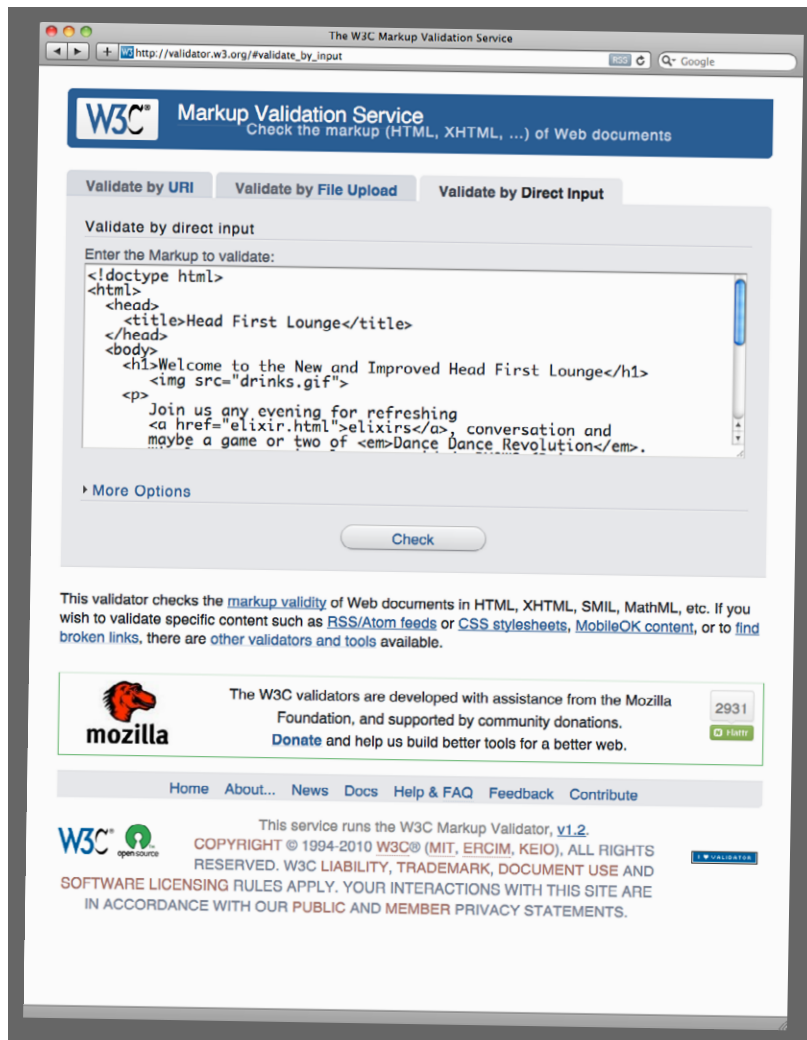 The W3C Markup Validation Service
http://validator.w3.org/#validate_by_input
RSS
Google
W3C® Markup Validation Service
Check the markup (HTML, XHTML, ...) of Web documents
Validate by URI
Validate by File Upload
Validate by Direct Input
Validate by direct input
Enter the Markup to validate:
<!doctype html>
<html>
<head>
<title>Head First Lounge</title>
</head>
<body>
<h1>Welcome to the New and Improved Head First Lounge</h1>
<img src="drinks.gif">
<p>
Join us any evening for refreshing
<a href="elixir.html">elixirs</a>, conversation and
maybe a game or two of <em>Dance Dance Revolution</em>.
More Options
Check
This validator checks the markup validity of Web documents in HTML, XHTML, SMIL, MathML, etc. If you
wish to validate specific content such as RSS/Atom feeds or CSS stylesheets, MobileOK content, or to find
broken links, there are other validators and tools available.
mozilla
The W3C validators are developed with assistance from the Mozilla
Foundation, and supported by community donations.
Donate and help us build better tools for a better web.
2931
Flattr
Home About... News Docs Help & FAQ Feedback Contribute
W3C®
open source
This service runs the W3C Markup Validator, v1.2.
COPYRIGHT © 1994-2010 W3C® (MIT, ERCIM, KEIO), ALL RIGHTS
RESERVED. W3C LIABILITY, TRADEMARK, DOCUMENT USE AND
SOFTWARE LICENSING RULES APPLY. YOUR INTERACTIONS WITH THIS SITE ARE
IN ACCORDANCE WITH OUR PUBLIC AND MEMBER PRIVACY STATEMENTS.
I ♥ VALIDATOR